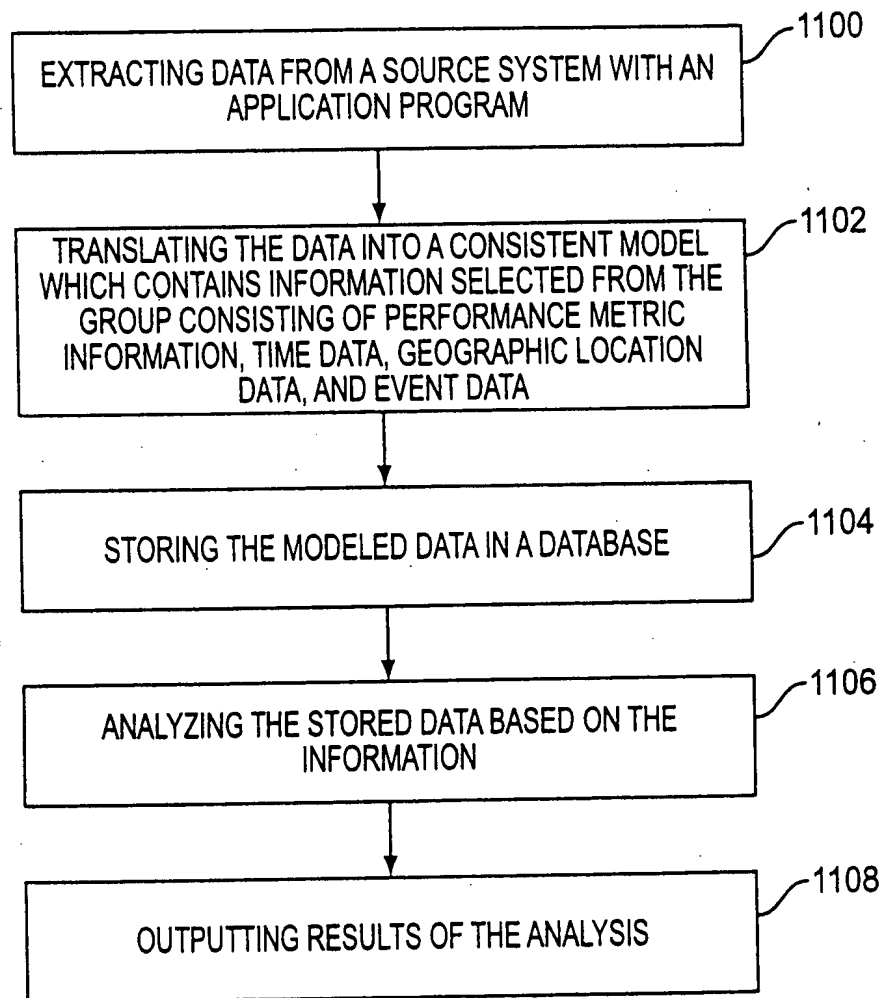 1100
EXTRACTING DATA FROM A SOURCE SYSTEM WITH AN
APPLICATION PROGRAM
1102
TRANSLATING THE DATA INTO A CONSISTENT MODEL
WHICH CONTAINS INFORMATION SELECTED FROM THE
GROUP CONSISTING OF PERFORMANCE METRIC
INFORMATION, TIME DATA, GEOGRAPHIC LOCATION
DATA, AND EVENT DATA
1104
STORING THE MODELED DATA IN A DATABASE
1106
ANALYZING THE STORED DATA BASED ON THE
INFORMATION
1108
OUTPUTTING RESULTS OF THE ANALYSIS